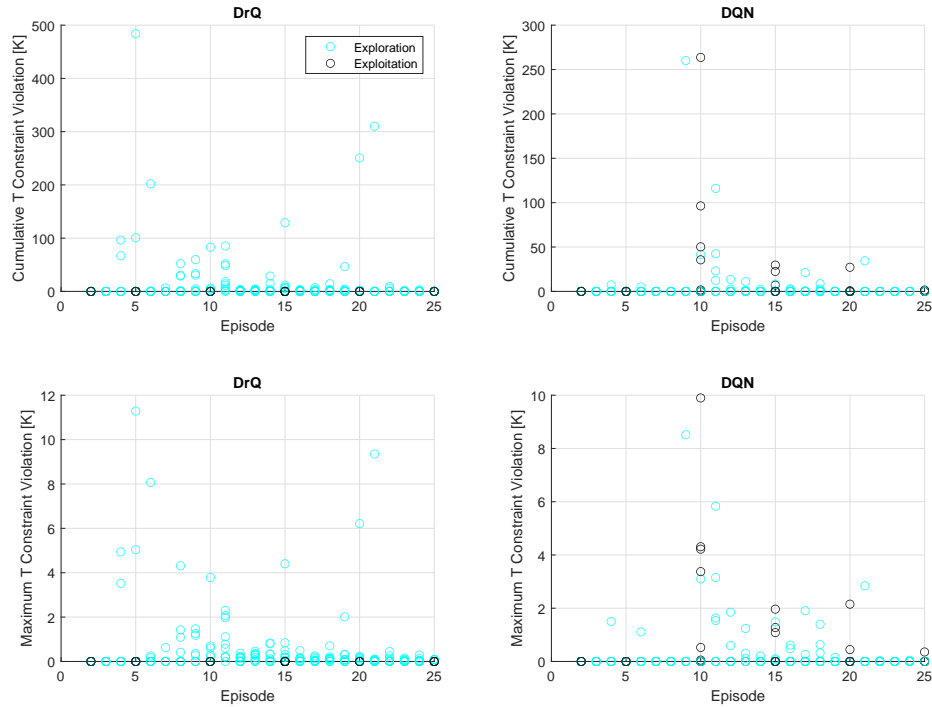 DrQ
Cumulative T Constraint Violation [K]
500
400
300
200
100
0
0 5 10 15 20 25
Episode
Exploration
Exploitation
DQN
Cumulative T Constraint Violation [K]
300
250
200
150
100
50
0
0 5 10 15 20 25
Episode
DrQ
Maximum T Constraint Violation [K]
12
10
8
6
4
2
0
0 5 10 15 20 25
Episode
DQN
Maximum T Constraint Violation [K]
10
8
6
4
2
0
0 5 10 15 20 25
Episode